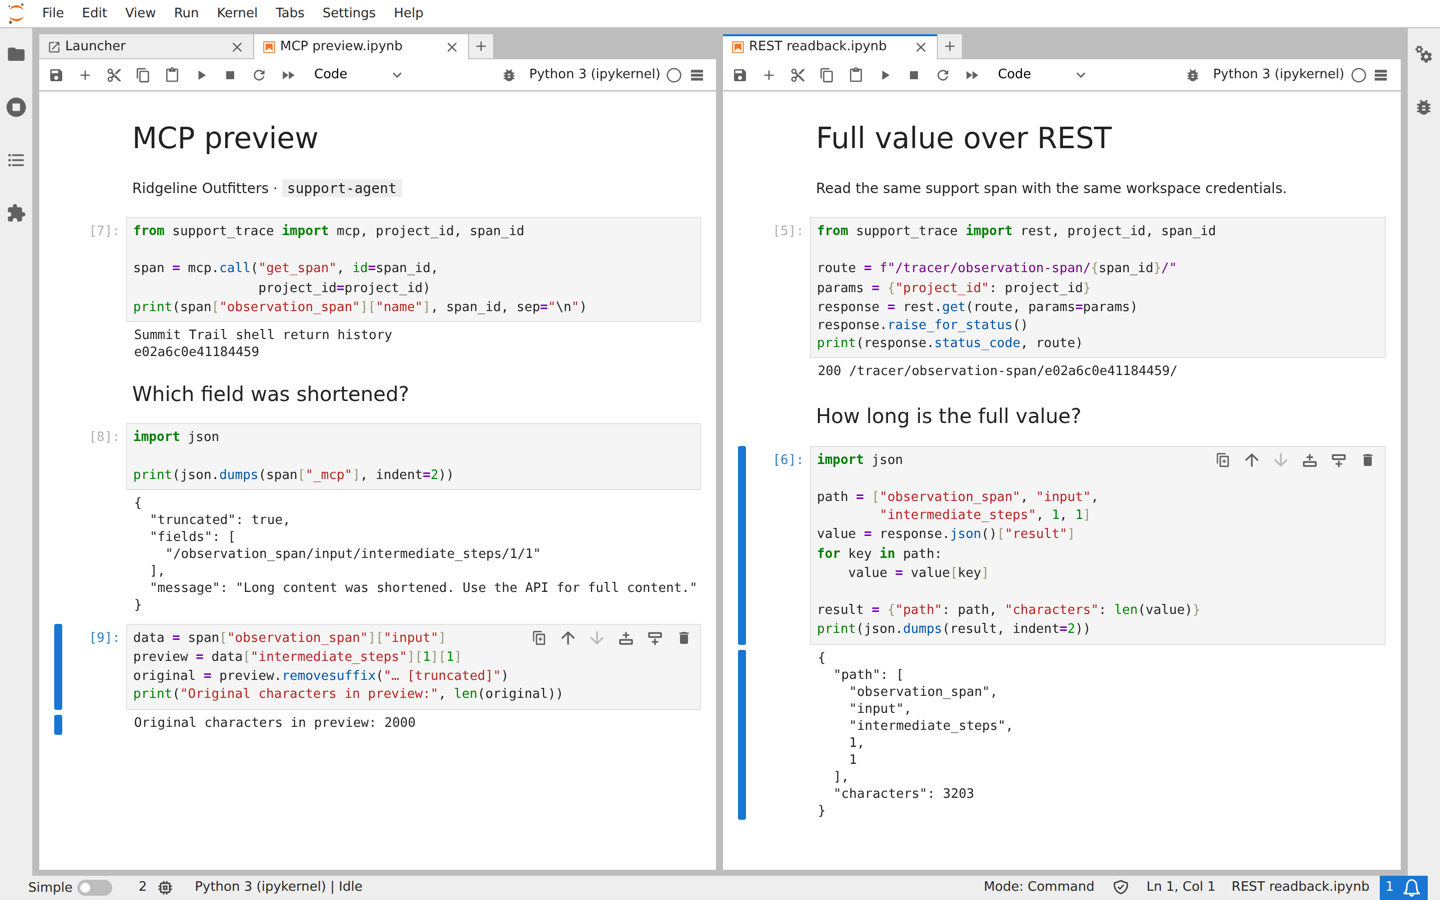 File Edit View Run Kernel Tabs Settings Help
Launcher
MCP preview.ipynb
Code
Python 3 (ipykernel)
MCP preview
Ridgeline Outfitters · support-agent
[7]:
from support_trace import mcp, project_id, span_id
span = mcp.call("get_span", id=span_id,
project_id=project_id)
print(span["observation_span"]["name"], span_id, sep="\n")
Summit Trail shell return history
e02a6c0e41184459
Which field was shortened?
[8]:
import json
print(json.dumps(span["_mcp"], indent=2))
{
"truncated": true,
"fields": [
"/observation_span/input/intermediate_steps/1/1"
],
"message": "Long content was shortened. Use the API for full content."
}
[9]:
data = span["observation_span"]["input"]
preview = data["intermediate_steps"][1][1]
original = preview.removesuffix("… [truncated]")
print("Original characters in preview:", len(original))
Original characters in preview: 2000
REST readback.ipynb
Code
Python 3 (ipykernel)
Full value over REST
Read the same support span with the same workspace credentials.
[5]:
from support_trace import rest, project_id, span_id
route = f"/tracer/observation-span/{span_id}/"
params = {"project_id": project_id}
response = rest.get(route, params=params)
response.raise_for_status()
print(response.status_code, route)
200 /tracer/observation-span/e02a6c0e41184459/
How long is the full value?
[6]:
import json
path = ["observation_span", "input",
"intermediate_steps", 1, 1]
value = response.json()["result"]
for key in path:
value = value[key]
result = {"path": path, "characters": len(value)}
print(json.dumps(result, indent=2))
{
"path": [
"observation_span",
"input",
"intermediate_steps",
1,
1
],
"characters": 3203
}
Simple 2 Python 3 (ipykernel) | Idle Mode: Command Ln 1, Col 1 REST readback.ipynb 1